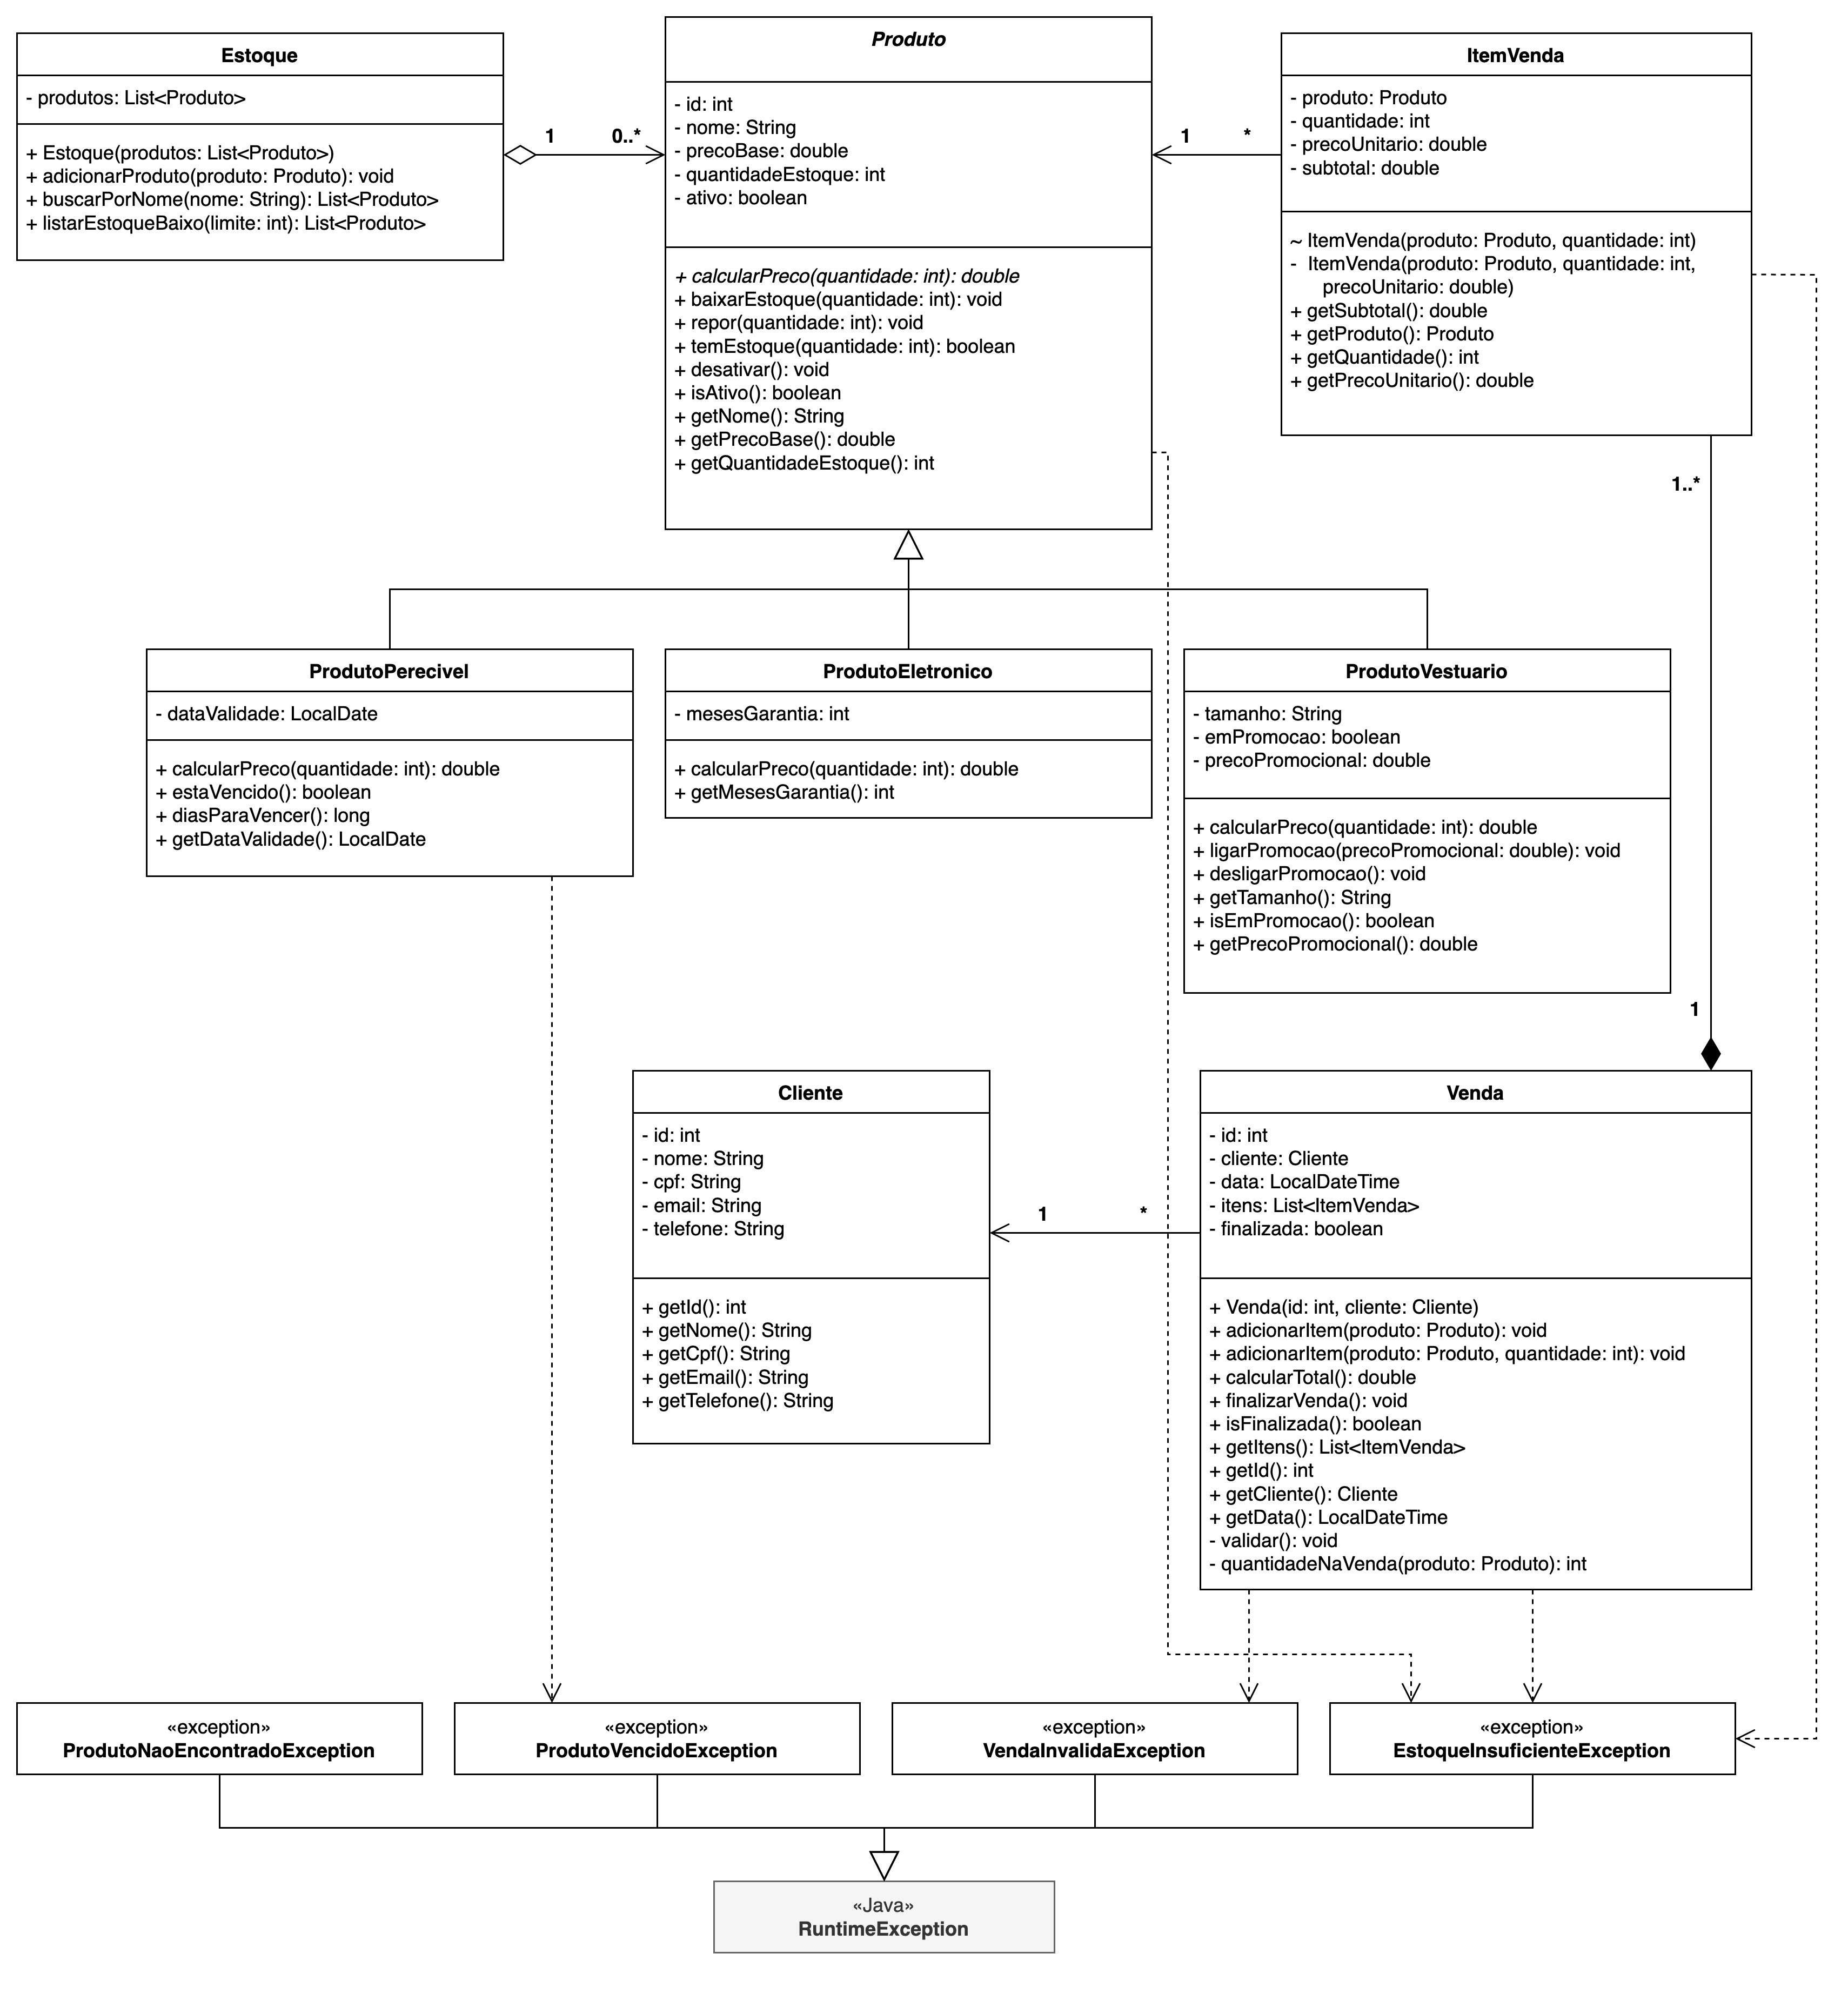 Estoque
- produtos: List<Produto>
+ Estoque(produtos: List<Produto>)
+ adicionarProduto(produto: Produto): void
+ buscarPorNome(nome: String): List<Produto>
+ listarEstoqueBaixo(limite: int): List<Produto>
1
0..*
Produto
- id: int
- nome: String
- precoBase: double
- quantidadeEstoque: int
- ativo: boolean
+ calcularPreco(quantidade: int): double
+ baixarEstoque(quantidade: int): void
+ repor(quantidade: int): void
+ temEstoque(quantidade: int): boolean
+ desativar(): void
+ isAtivo(): boolean
+ getNome(): String
+ getPrecoBase(): double
+ getQuantidadeEstoque(): int
1
*
ItemVenda
- produto: Produto
- quantidade: int
- precoUnitario: double
- subtotal: double
~ ItemVenda(produto: Produto, quantidade: int)
- ItemVenda(produto: Produto, quantidade: int,
precoUnitario: double)
+ getSubtotal(): double
+ getProduto(): Produto
+ getQuantidade(): int
+ getPrecoUnitario(): double
1..*
ProdutoPerecivel
- dataValidade: LocalDate
+ calcularPreco(quantidade: int): double
+ estaVencido(): boolean
+ diasParaVencer(): long
+ getDataValidade(): LocalDate
ProdutoEletronico
- mesesGarantia: int
+ calcularPreco(quantidade: int): double
+ getMesesGarantia(): int
ProdutoVestuario
- tamanho: String
- emPromocao: boolean
- precoPromocional: double
+ calcularPreco(quantidade: int): double
+ ligarPromocao(precoPromocional: double): void
+ desligarPromocao(): void
+ getTamanho(): String
+ isEmPromocao(): boolean
+ getPrecoPromocional(): double
1
Cliente
- id: int
- nome: String
- cpf: String
- email: String
- telefone: String
+ getId(): int
+ getNome(): String
+ getCpf(): String
+ getEmail(): String
+ getTelefone(): String
1
*
Venda
- id: int
- cliente: Cliente
- data: LocalDateTime
- itens: List<ItemVenda>
- finalizada: boolean
+ Venda(id: int, cliente: Cliente)
+ adicionarItem(produto: Produto): void
+ adicionarItem(produto: Produto, quantidade: int): void
+ calcularTotal(): double
+ finalizarVenda(): void
+ isFinalizada(): boolean
+ getItens(): List<ItemVenda>
+ getId(): int
+ getCliente(): Cliente
+ getData(): LocalDateTime
- validar(): void
- quantidadeNaVenda(produto: Produto): int
«exception»
ProdutoNaoEncontradoException
«exception»
ProdutoVencidoException
«exception»
VendaInvalidaException
«exception»
EstoqueInsuficienteException
«Java»
RuntimeException